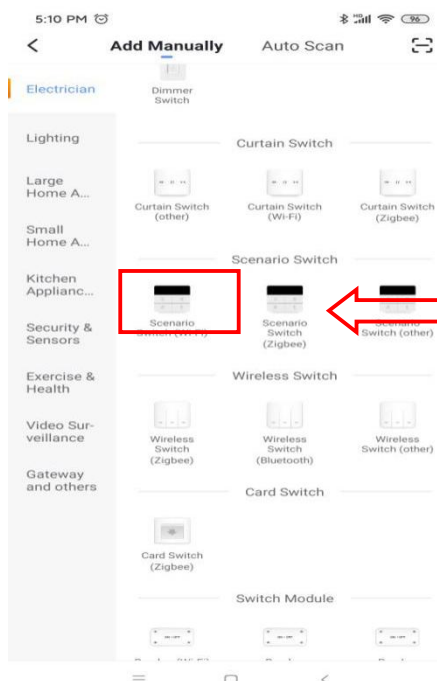 5:10 PM
96
Add Manually
Auto Scan
Electrician
Lighting
Large
Home A...
Small
Home A...
Kitchen
Applianc...
Security &
Sensors
Exercise &
Health
Video Sur-
veillance
Gateway
and others
Dimmer
Switch
Curtain Switch
Curtain Switch
(other)
Curtain Switch
(Wi-Fi)
Curtain Switch
(Zigbee)
Scenario Switch
Scenario
Switch (Wi-Fi)
Scenario
Switch
(Zigbee)
Scenario
Switch (other)
Wireless Switch
Wireless
Switch
(Zigbee)
Wireless
Switch
(Bluetooth)
Wireless
Switch (other)
Card Switch
Card Switch
(Zigbee)
Switch Module